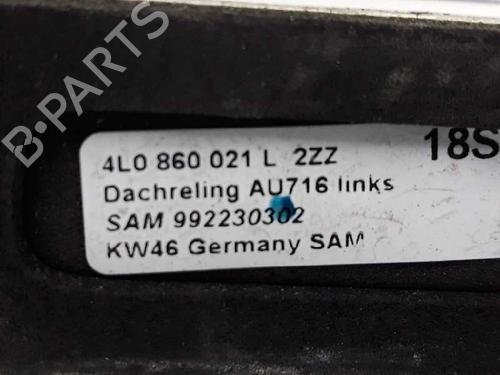 18S
4L0 860 021 L 2ZZ
Dachreling AU716 links
SAM 992230302
KW46 Germany SAM
B-PARTS